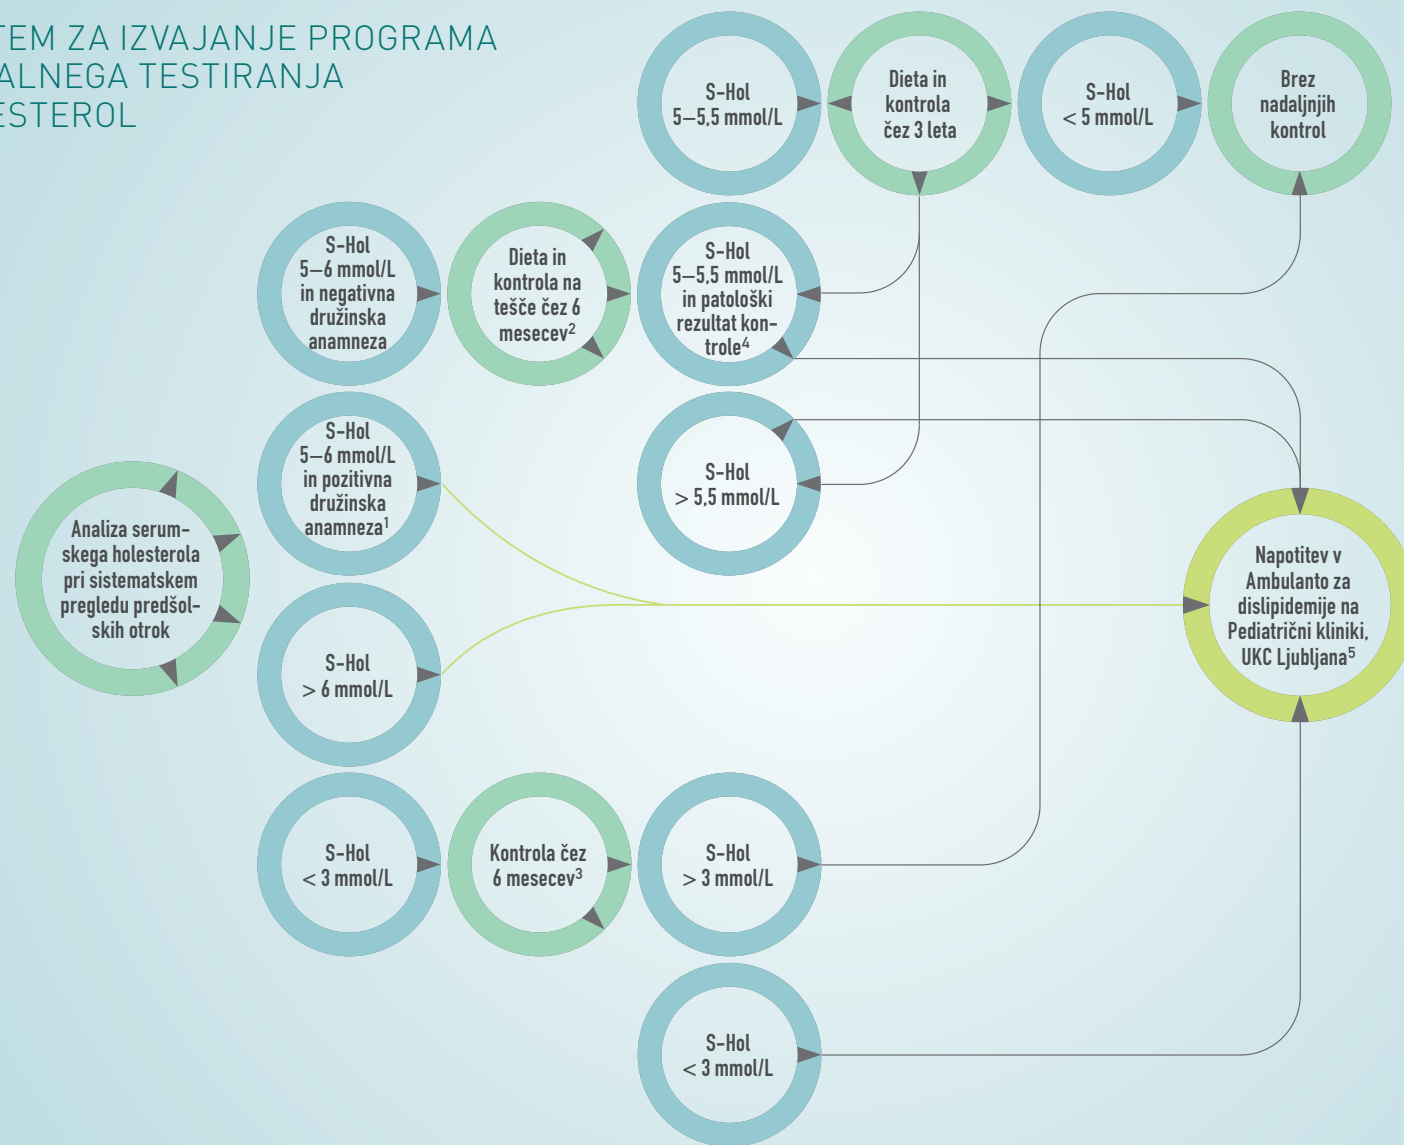 TEM ZA IZVAJANJE PROGRAMA
ALNEGA TESTIRANJA
ESTEROL
S-Hol
5–5,5 mmol/L
Dieta in
kontrola
čez 3 leta
S-Hol
< 5 mmol/L
Brez
nadaljnjih
kontrol
S-Hol
5–6 mmol/L
in negativna
družinska
anamneza
Dieta in
kontrola na
tešče čez 6
mesecev2
S-Hol
5–5,5 mmol/L
in patološki
rezultat kon-
trole4
S-Hol
5–6 mmol/L
in pozitivna
družinska
anamneza1
S-Hol
> 5,5 mmol/L
Analiza serum-
skega holesterola
pri sistematskem
pregledu predšol-
skih otrok
Napotitev v
Ambulanto za
dislipidemije na
Pediatrični kliniki,
UKC Ljubljana5
S-Hol
> 6 mmol/L
S-Hol
< 3 mmol/L
Kontrola čez
6 mesecev3
S-Hol
> 3 mmol/L
S-Hol
< 3 mmol/L